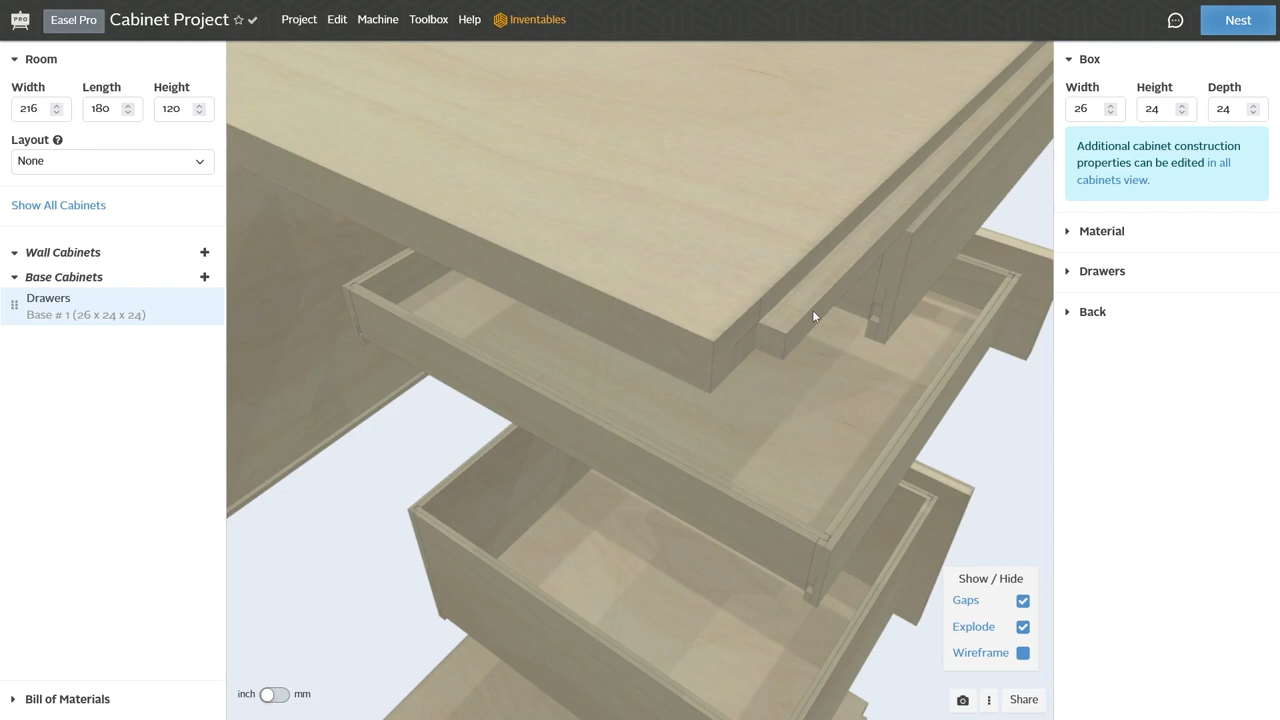 PRO
Easel Pro
Cabinet Project
Project
Edit
Machine
Toolbox
Help
Inventables
Nest
Room
Width
Length
Height
216
180
120
Layout
None
Show All Cabinets
Wall Cabinets
Base Cabinets
Drawers
Base # 1 (26 x 24 x 24)
Bill of Materials
inch
mm
Show / Hide
Gaps
Explode
Wireframe
Share
Box
Width
Height
Depth
26
24
24
Additional cabinet construction
properties can be edited in all
cabinets view.
Material
Drawers
Back